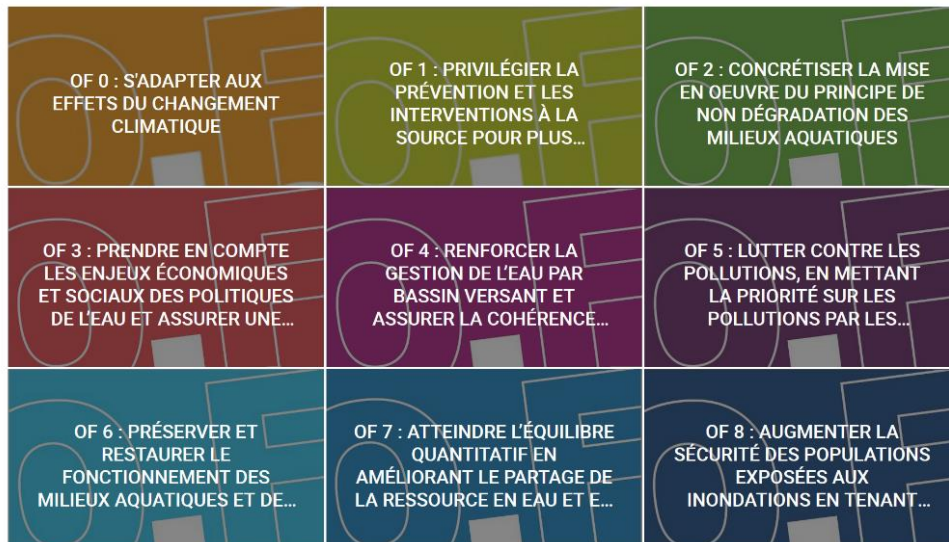 OF 0 : S'ADAPTER AUX
EFFETS DU CHANGEMENT
CLIMATIQUE
OF 1 : PRIVILÉGIER LA
PRÉVENTION ET LES
INTERVENTIONS À LA
SOURCE POUR PLUS...
OF 2 : CONCRÉTISER LA MISE
EN OEUVRE DU PRINCIPE DE
NON DÉGRADATION DES
MILIEUX AQUATIQUES
OF 3 : PRENDRE EN COMPTE
LES ENJEUX ÉCONOMIQUES
ET SOCIAUX DES POLITIQUES
DE L'EAU ET ASSURER UNE...
OF 4 : RENFORCER LA
GESTION DE L'EAU PAR
BASSIN VERSANT ET
ASSURER LA COHÉRENCE...
OF 5 : LUTTER CONTRE LES
POLLUTIONS, EN METTANT
LA PRIORITÉ SUR LES
POLLUTIONS PAR LES...
OF 6 : PRÉSERVER ET
RESTAURER LE
FONCTIONNEMENT DES
MILIEUX AQUATIQUES ET DE...
OF 7 : ATTEINDRE L'ÉQUILIBRE
QUANTITATIF EN
AMÉLIORANT LE PARTAGE DE
LA RESSOURCE EN EAU ET E...
OF 8 : AUGMENTER LA
SÉCURITÉ DES POPULATIONS
EXPOSÉES AUX
INONDATIONS EN TENANT...